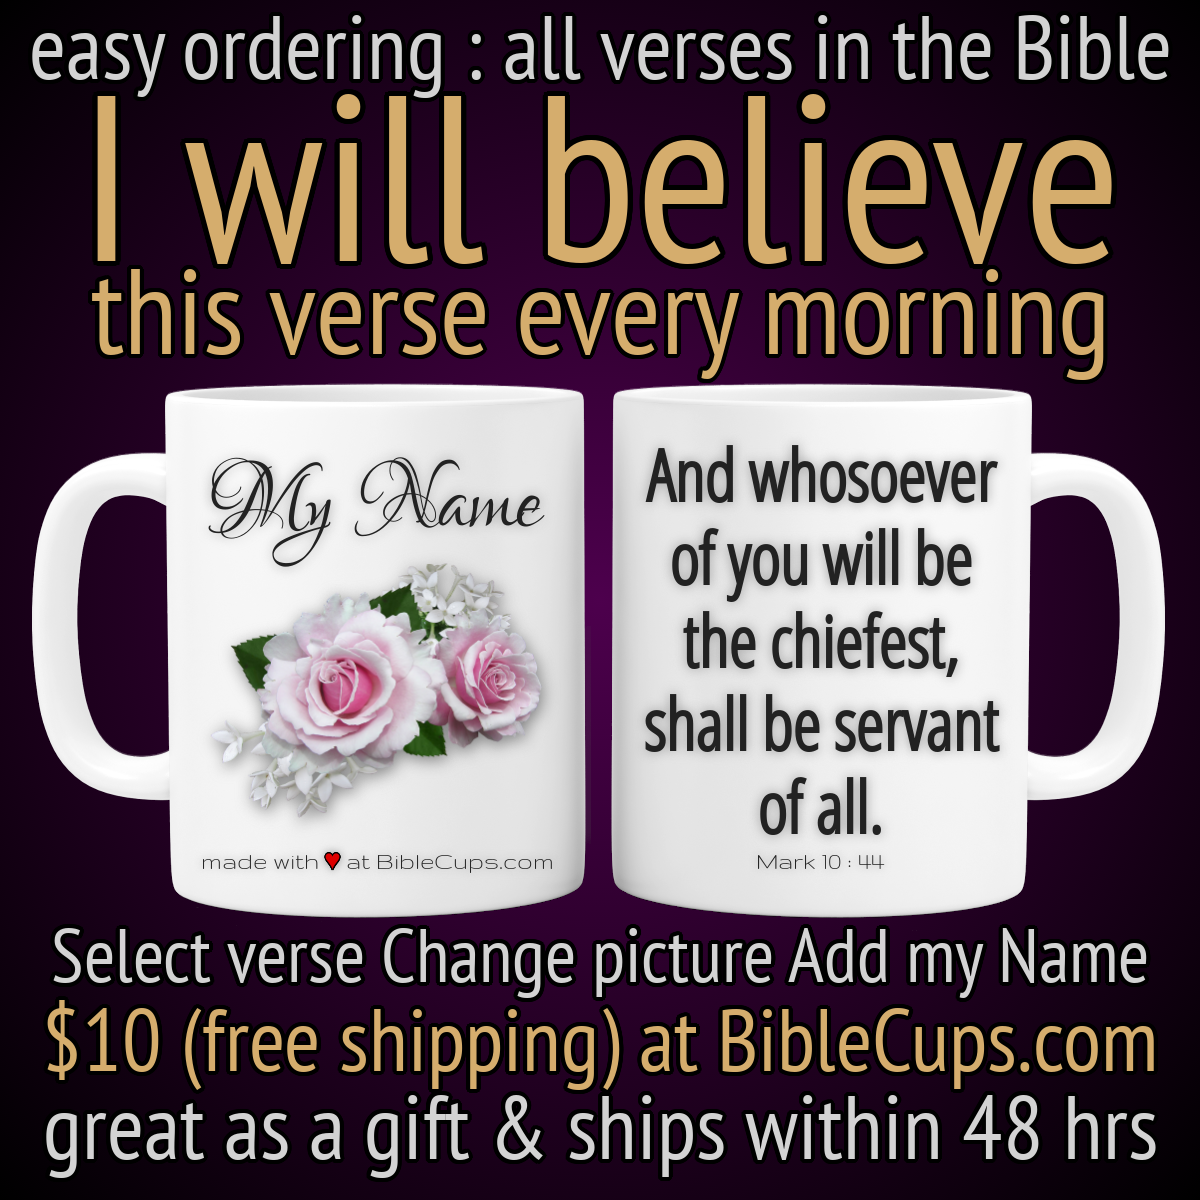 easy ordering : all verses in the Bible
I will believe
this verse every morning
My Name
made with ♥ at BibleCups.com
And whosoever
of you will be
the chiefest,
shall be servant
of all.
Mark 10 : 44
Select verse Change picture Add my Name
$10 (free shipping) at BibleCups.com
great as a gift & ships within 48 hrs